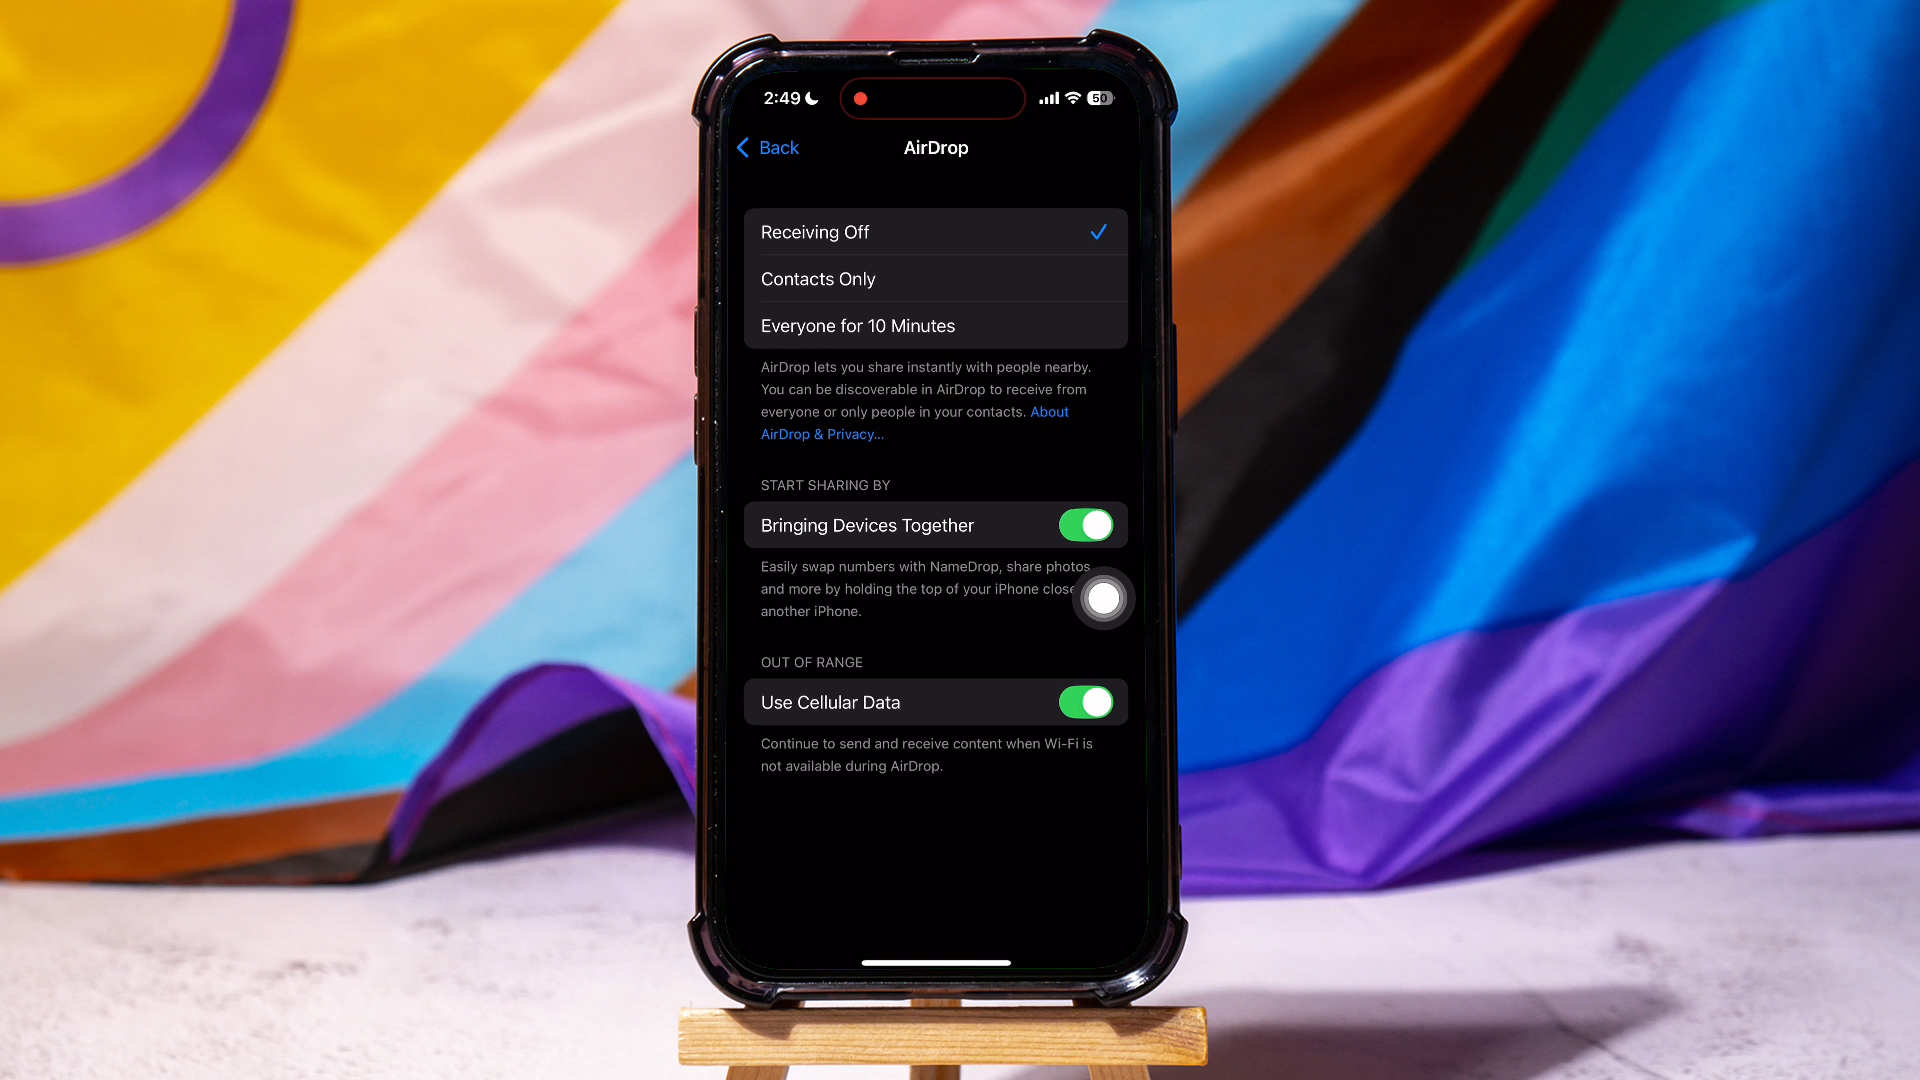 2:49
50
Back
AirDrop
Receiving Off
Contacts Only
Everyone for 10 Minutes
AirDrop lets you share instantly with people nearby.
You can be discoverable in AirDrop to receive from
everyone or only people in your contacts. About
AirDrop & Privacy...
START SHARING BY
Bringing Devices Together
Easily swap numbers with NameDrop, share photos
and more by holding the top of your iPhone close
another iPhone.
OUT OF RANGE
Use Cellular Data
Continue to send and receive content when Wi-Fi is
not available during AirDrop.